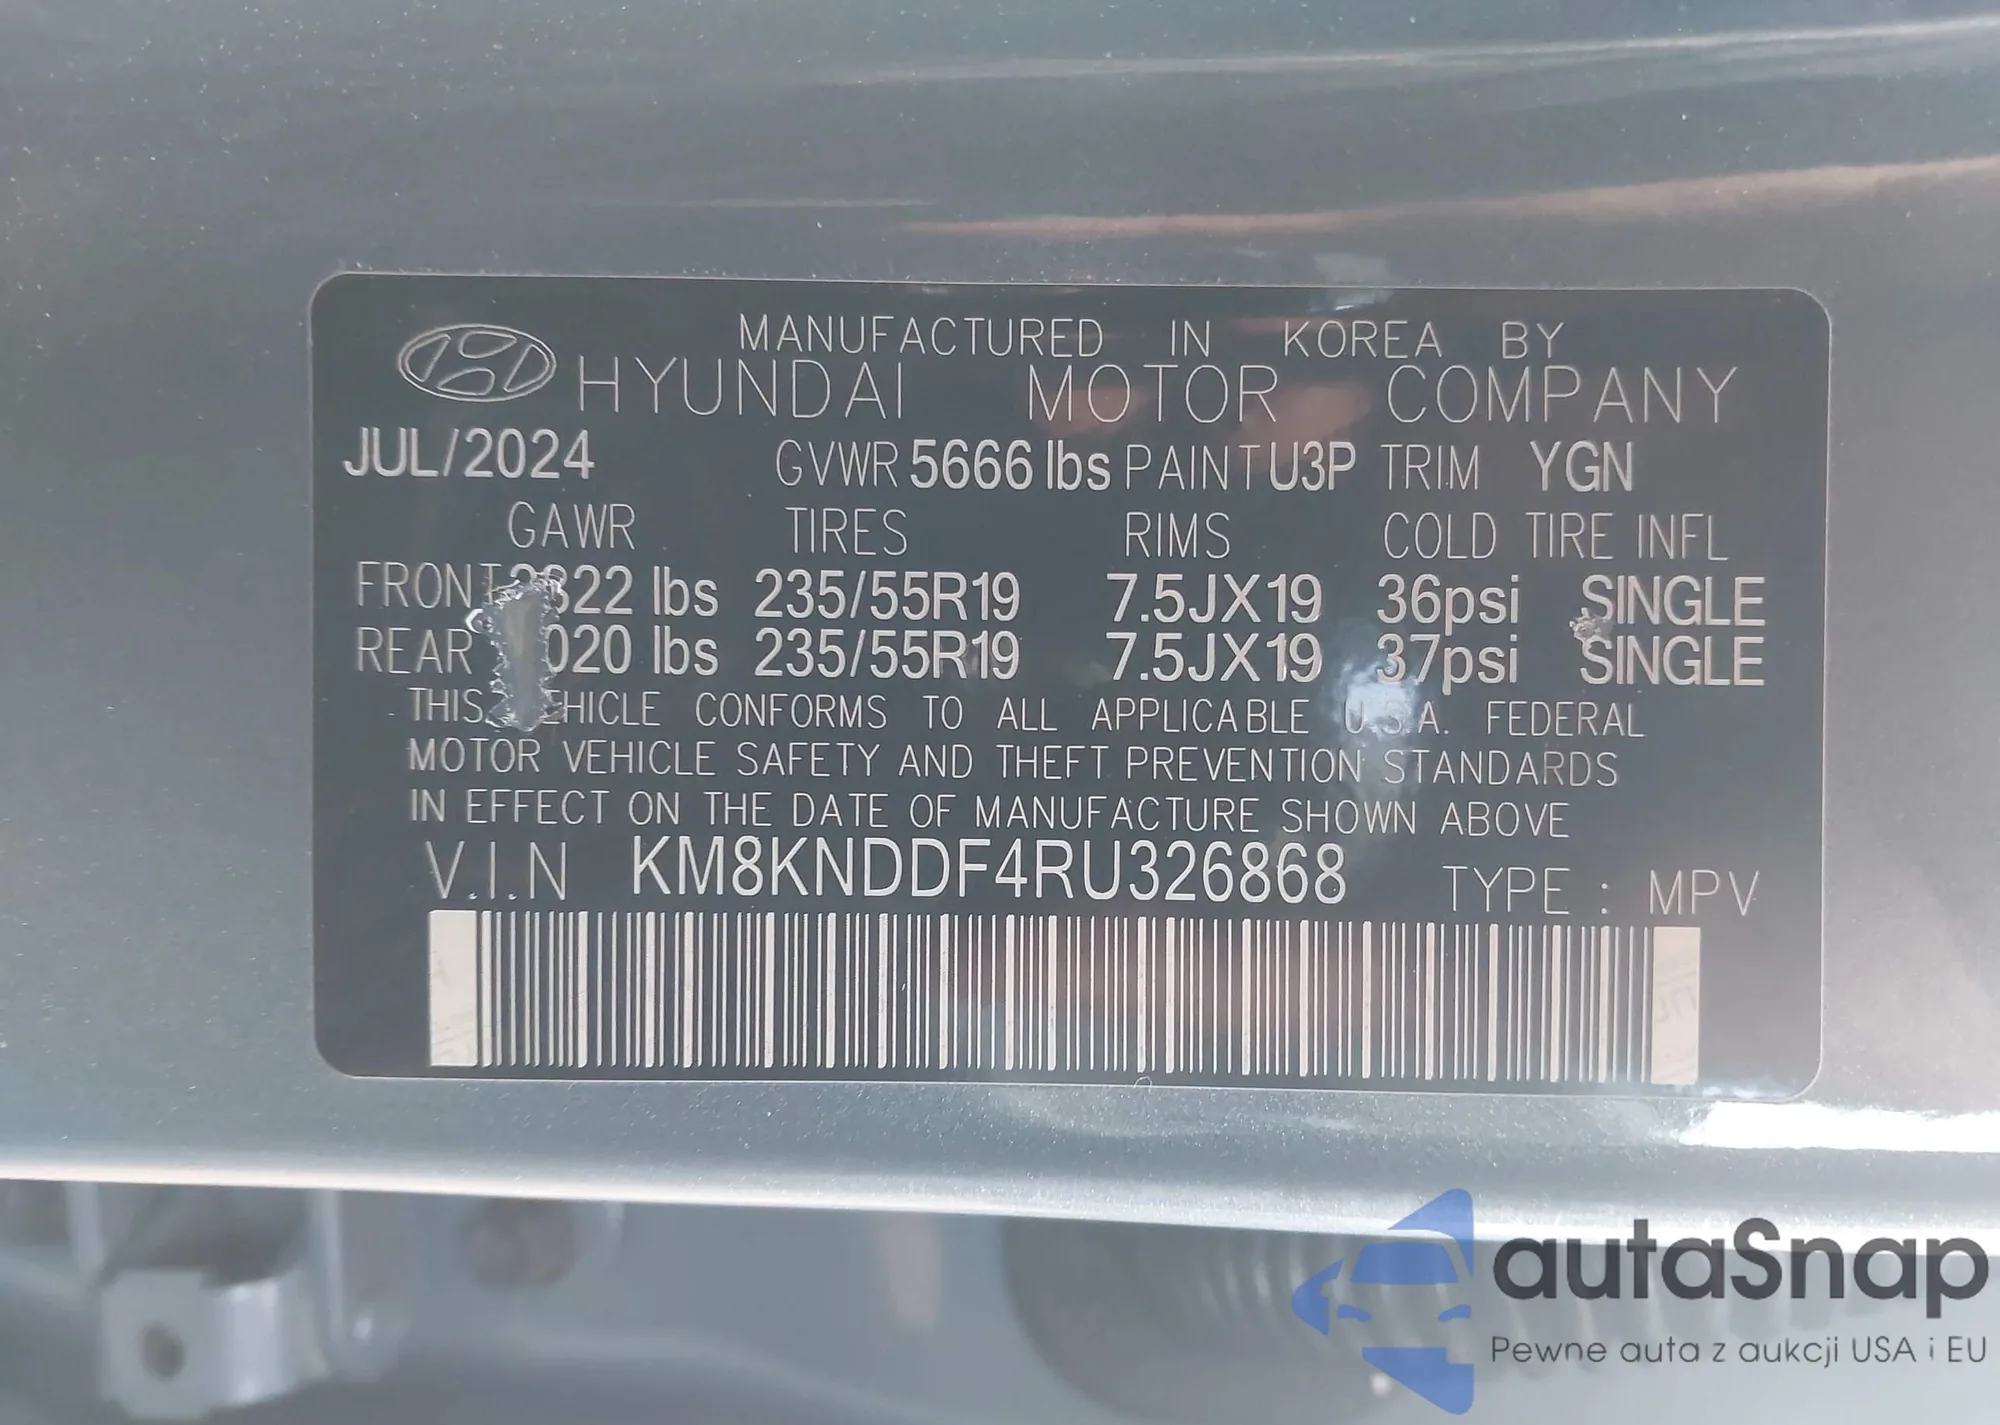 MANUFACTURED IN KOREA BY
HYUNDAI MOTOR COMPANY
JUL/2024 GVWR 5666 lbs PAINT U3P TRIM YGN
GAWR TIRES RIMS COLD TIRE INFL
FRONT lbs 235/55R19 7.5JX19 36psi SINGLE
REAR lbs 235/55R19 7.5JX19 37psi SINGLE
THIS VEHICLE CONFORMS TO ALL APPLICABLE U.S.A. FEDERAL
MOTOR VEHICLE SAFETY AND THEFT PREVENTION STANDARDS
IN EFFECT ON THE DATE OF MANUFACTURE SHOWN ABOVE
V.I.N KM8KNDDF4RU326868 TYPE : MPV
autaSnap
Pewne auta z aukcji USA i EU